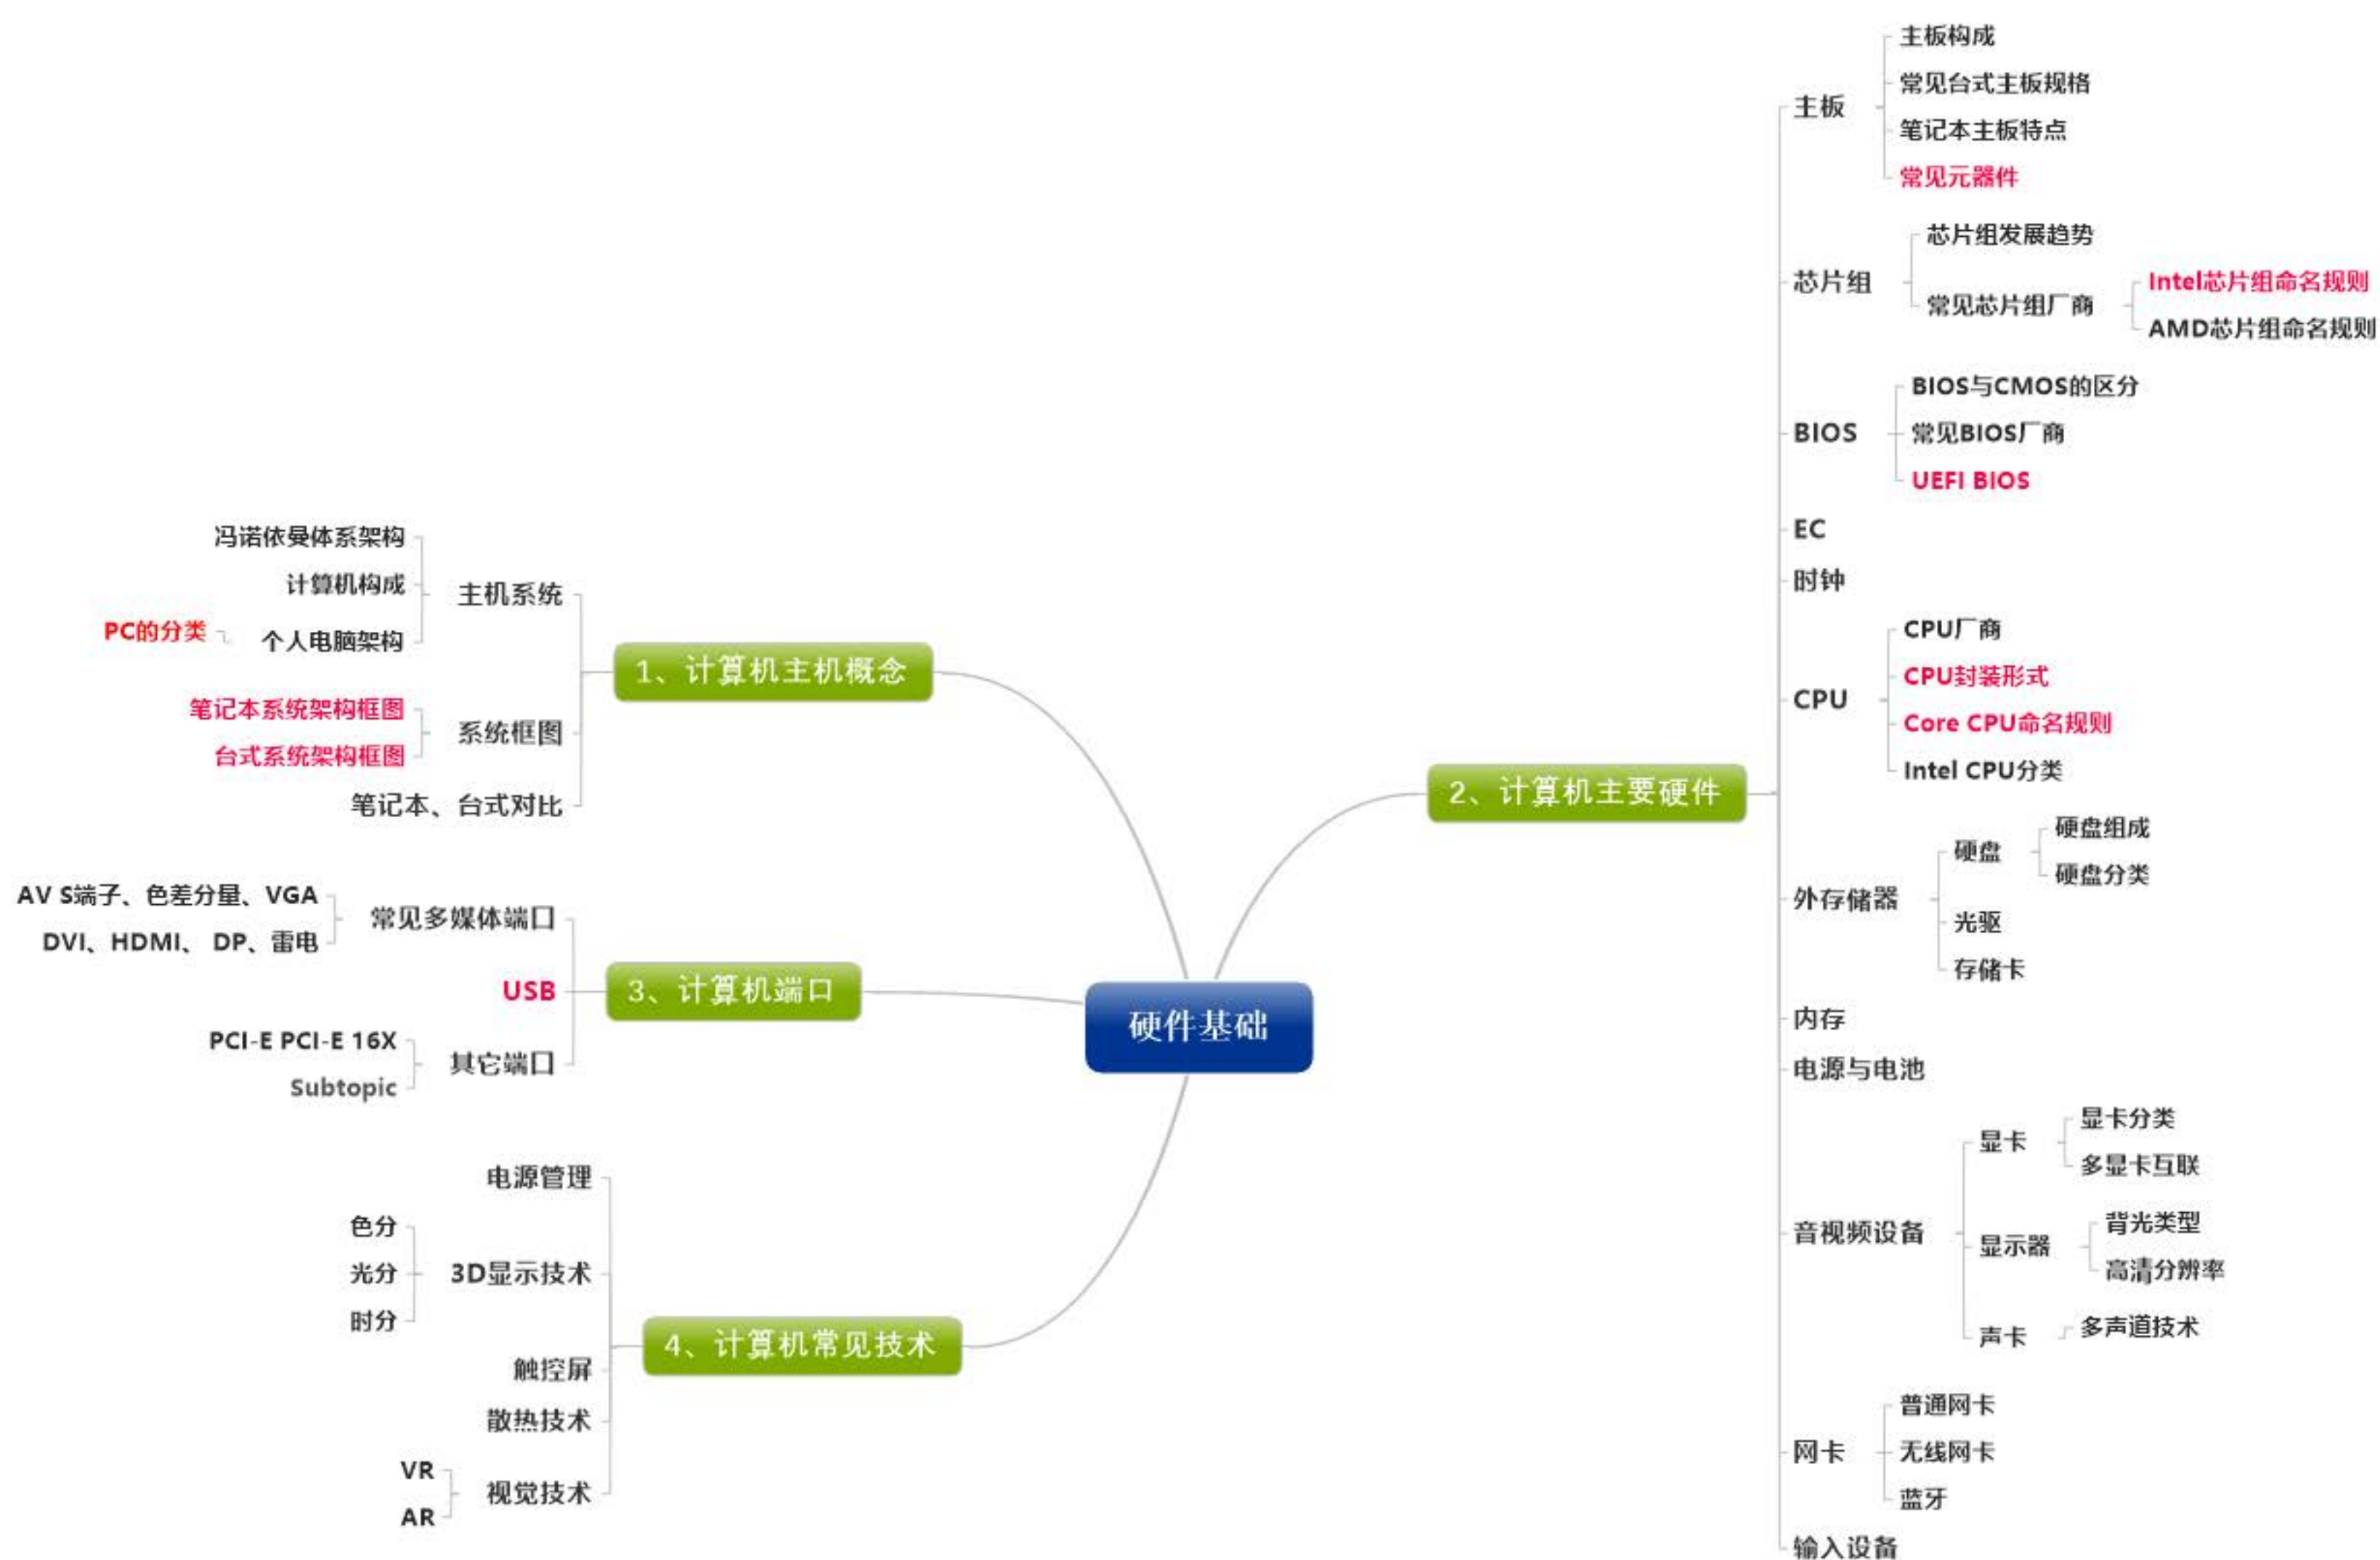 硬件基础
1、计算机主机概念
主机系统
冯诺依曼体系架构
计算机构成
个人电脑架构
PC的分类
系统框图
笔记本系统架构框图
台式系统架构框图
笔记本、台式对比
2、计算机主要硬件
主板
主板构成
常见台式主板规格
笔记本主板特点
常见元器件
芯片组
芯片组发展趋势
常见芯片组厂商
Intel芯片组命名规则
AMD芯片组命名规则
BIOS
BIOS与CMOS的区分
常见BIOS厂商
UEFI BIOS
EC
时钟
CPU
CPU厂商
CPU封装形式
Core CPU命名规则
Intel CPU分类
外存储器
硬盘
硬盘组成
硬盘分类
光驱
存储卡
内存
电源与电池
音视频设备
显卡
显卡分类
多显卡互联
显示器
背光类型
高清分辨率
声卡
多声道技术
网卡
普通网卡
无线网卡
蓝牙
输入设备
3、计算机端口
常见多媒体端口
AV S端子、色差分量、VGA
DVI、HDMI、 DP、雷电
USB
其它端口
PCI-E PCI-E 16X
Subtopic
4、计算机常见技术
电源管理
3D显示技术
色分
光分
时分
触控屏
散热技术
视觉技术
VR
AR